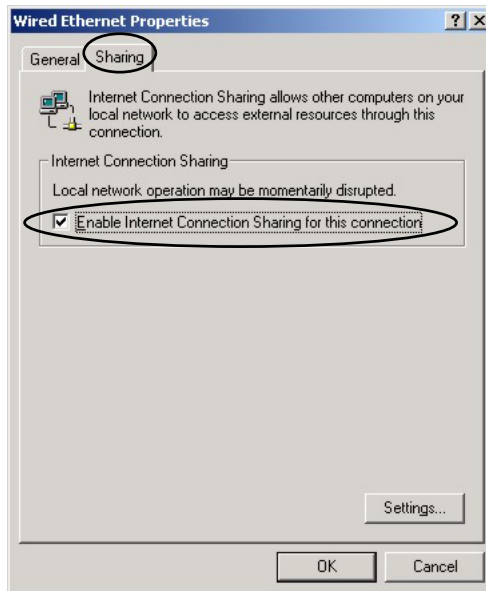 Wired Ethernet Properties
General Sharing
Internet Connection Sharing allows other computers on your
local network to access external resources through this
connection.
Internet Connection Sharing
Local network operation may be momentarily disrupted.
Enable Internet Connection Sharing for this connection
Settings...
OK Cancel